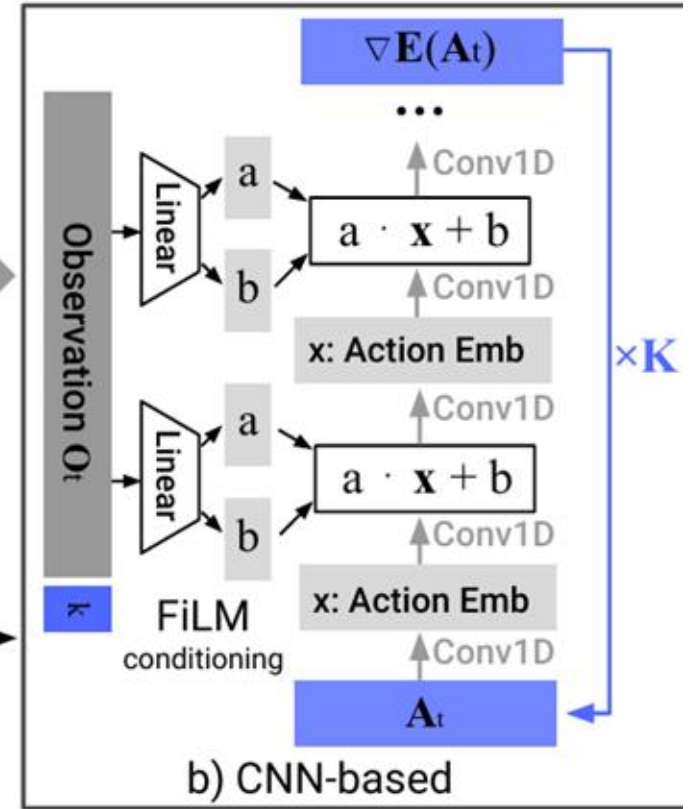 ∇E(Aₜ)
...
Conv1D
Linear
a
b
a · x + b
Conv1D
x: Action Emb
Observation Oₜ
×K
Conv1D
Linear
a
b
a · x + b
Conv1D
x: Action Emb
k
FiLM
conditioning
Conv1D
Aₜ
b) CNN-based